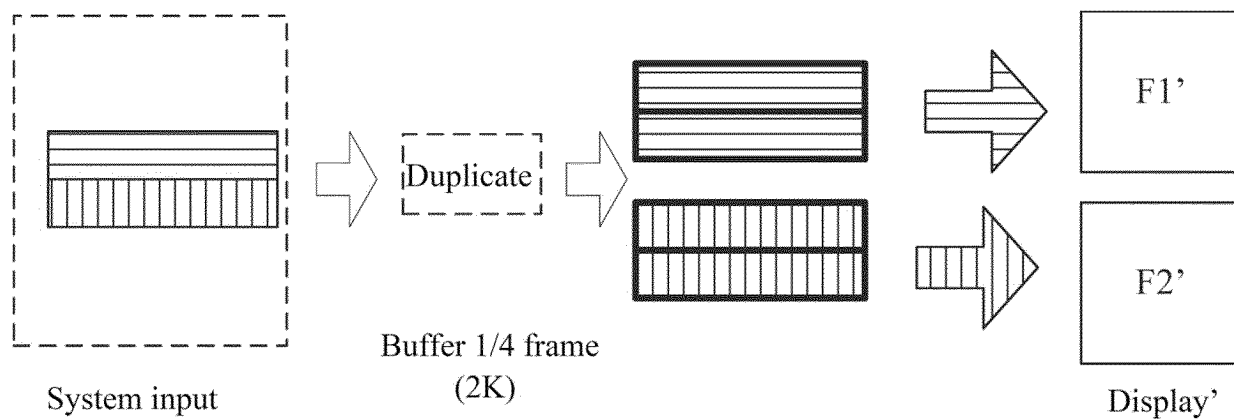 F1’
Duplicate
F2’
Buffer 1/4 frame
(2K)
System input
Display’